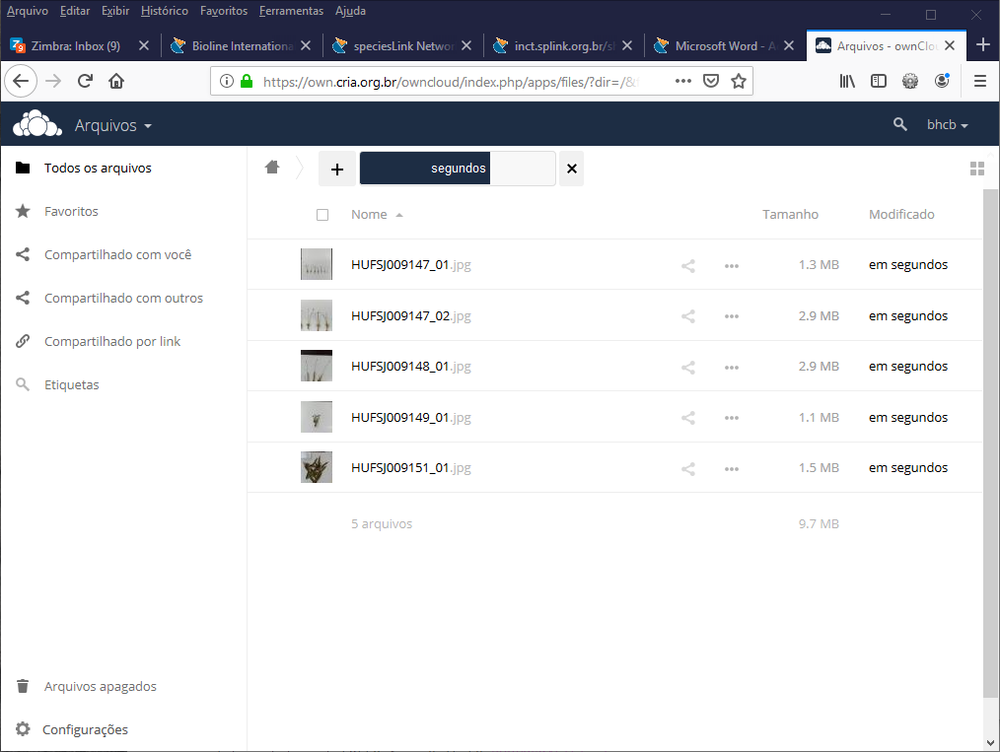 Arquivo Editar Exibir Histórico Favoritos Ferramentas Ajuda
Zimbra: Inbox (9) Bioline Internationa speciesLink Netwo inct.splink.org.br/s Microsoft Word - A Arquivos - ownClo
https://own.cria.org.br/owncloud/index.php/apps/files/?dir=/&
Arquivos bhcb
Todos os arquivos
Favoritos
Compartilhado com você
Compartilhado com outros
Compartilhado por link
Etiquetas
Arquivos apagados
Configurações
+ segundos
Nome Tamanho Modificado
HUFSJ009147_01.jpg 1.3 MB em segundos
HUFSJ009147_02.jpg 2.9 MB em segundos
HUFSJ009148_01.jpg 2.9 MB em segundos
HUFSJ009149_01.jpg 1.1 MB em segundos
HUFSJ009151_01.jpg 1.5 MB em segundos
5 arquivos 9.7 MB